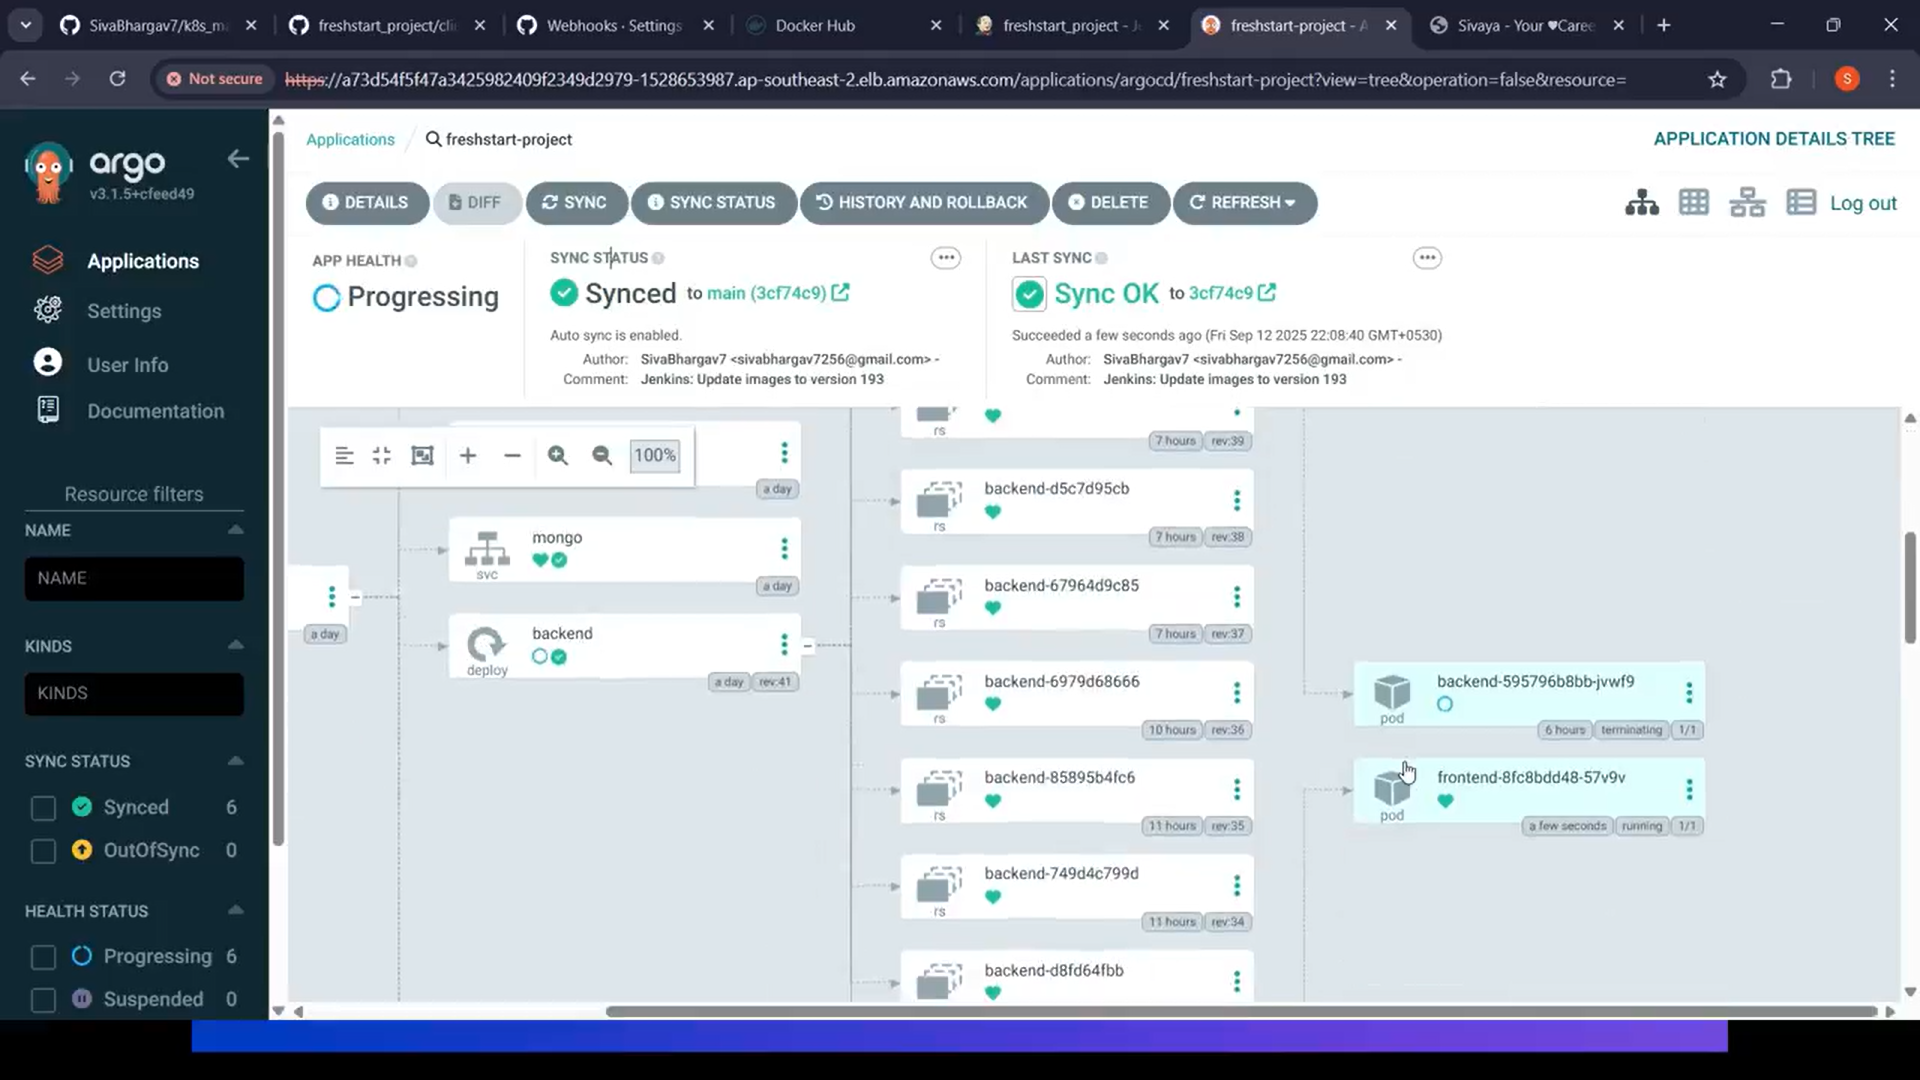 SivaBhargav7/k8s_m
freshstart_project/cli
Webhooks · Settings
Docker Hub
freshstart_project - J
freshstart-project - A
Sivaya - Your ♥Caree
Not secure
https://a73d54f5f47a3425982409f2349d2979-1528653987.ap-southeast-2.elb.amazonaws.com/applications/argocd/freshstart-project?view=tree&operation=false&resource=
S
argo
v3.1.5+cfeed49
Applications
Settings
User Info
Documentation
Resource filters
NAME
NAME
KINDS
KINDS
SYNC STATUS
Synced 6
OutOfSync 0
HEALTH STATUS
Progressing 6
Suspended 0
Applications / freshstart-project
APPLICATION DETAILS TREE
DETAILS
DIFF
SYNC
SYNC STATUS
HISTORY AND ROLLBACK
DELETE
REFRESH
Log out
APP HEALTH
Progressing
SYNC STATUS
Synced to main (3cf74c9)
Auto sync is enabled.
Author: SivaBhargav7 <sivabhargav7256@gmail.com> -
Comment: Jenkins: Update images to version 193
LAST SYNC
Sync OK to 3cf74c9
Succeeded a few seconds ago (Fri Sep 12 2025 22:08:40 GMT+0530)
Author: SivaBhargav7 <sivabhargav7256@gmail.com> -
Comment: Jenkins: Update images to version 193
100%
a day
mongo
svc
a day
backend
deploy
a day rev:41
a day
rs
7 hours rev:39
backend-d5c7d95cb
rs
7 hours rev:38
backend-67964d9c85
rs
7 hours rev:37
backend-6979d68666
rs
10 hours rev:36
backend-85895b4fc6
rs
11 hours rev:35
backend-749d4c799d
rs
11 hours rev:34
backend-d8fd64fbb
rs
backend-595796b8bb-jvwf9
pod
6 hours terminating 1/1
frontend-8fc8bdd48-57v9v
pod
a few seconds running 1/1